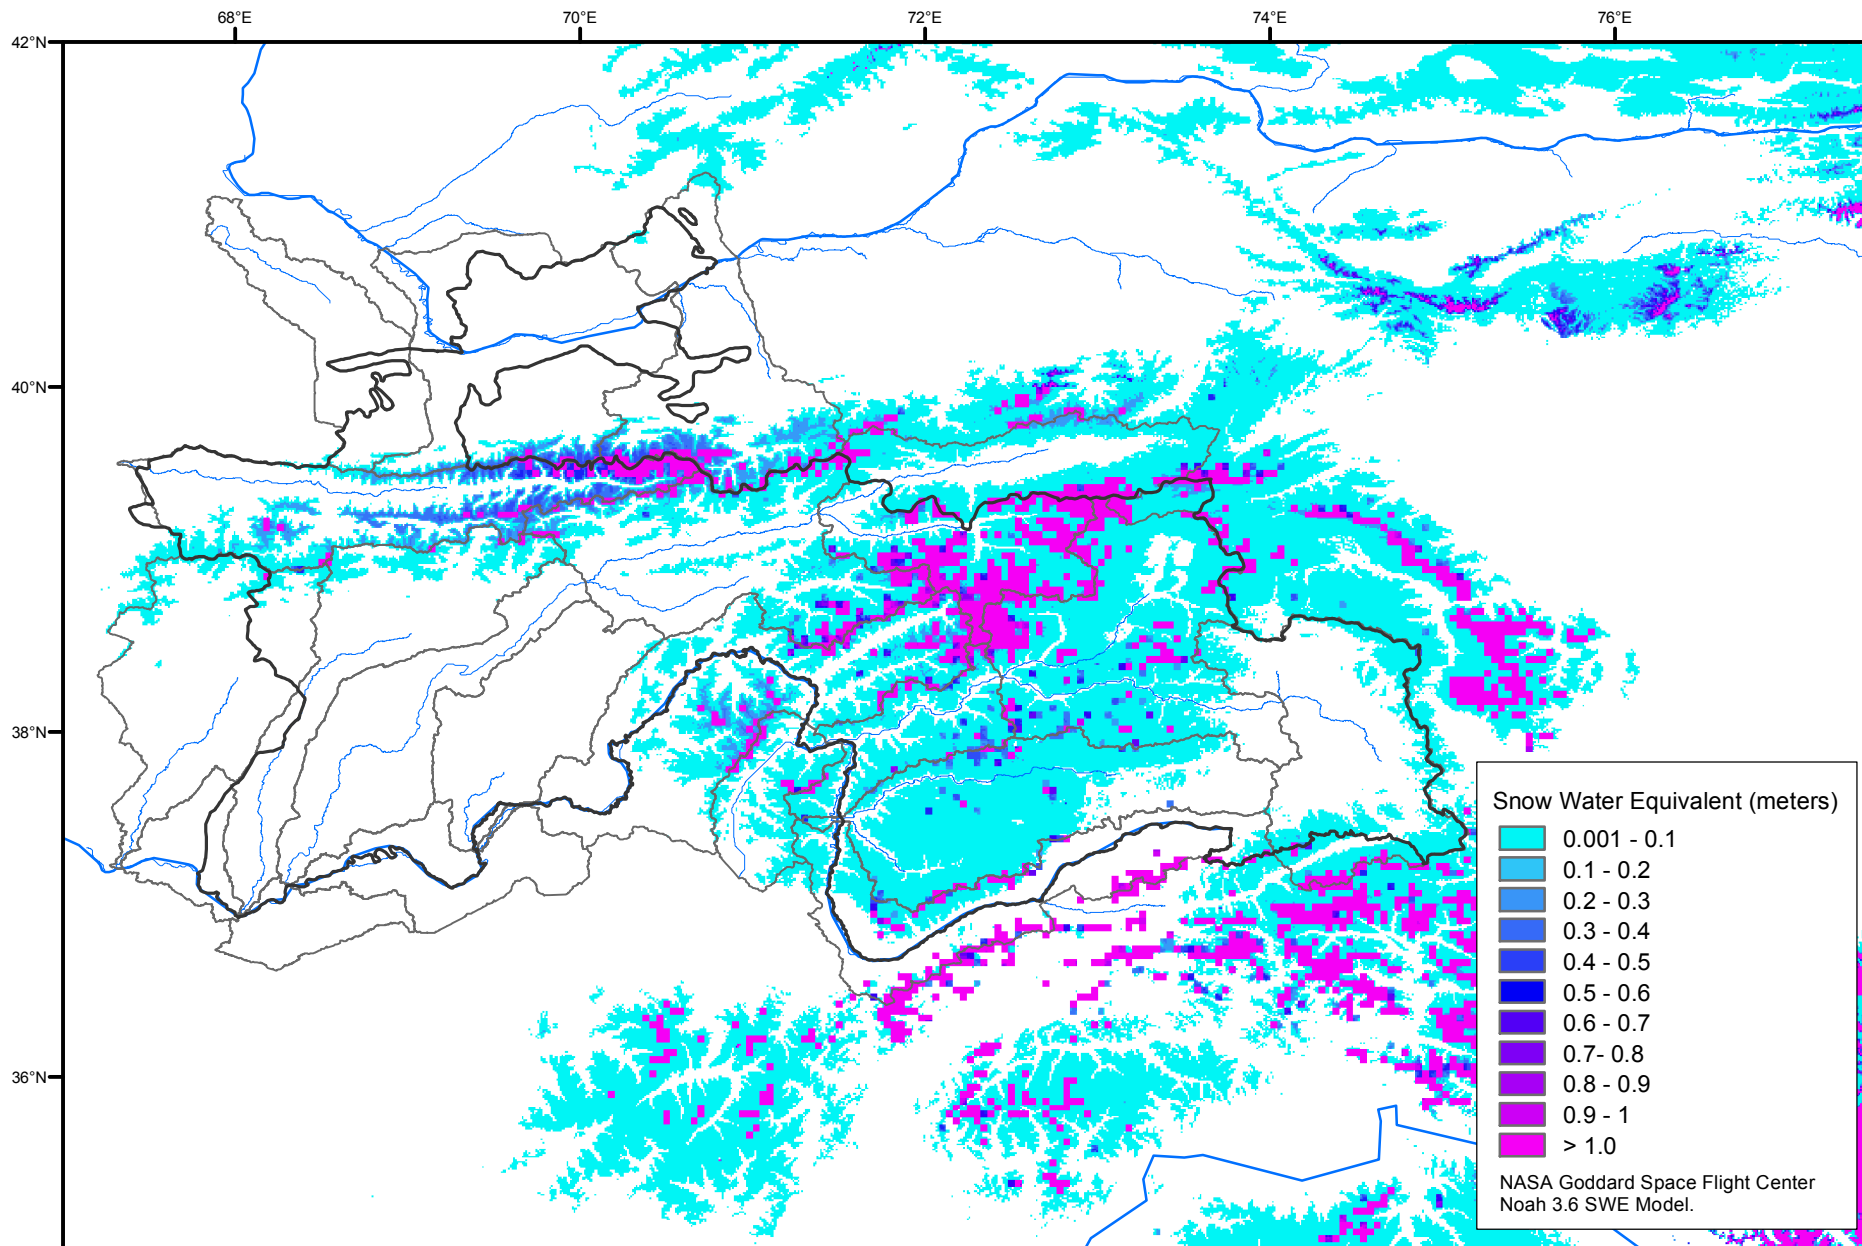 68°E
70°E
72°E
74°E
76°E
42°N
40°N
38°N
36°N
Snow Water Equivalent (meters)
0.001 - 0.1
0.1 - 0.2
0.2 - 0.3
0.3 - 0.4
0.4 - 0.5
0.5 - 0.6
0.6 - 0.7
0.7- 0.8
0.8 - 0.9
0.9 - 1
> 1.0
NASA Goddard Space Flight Center
Noah 3.6 SWE Model.